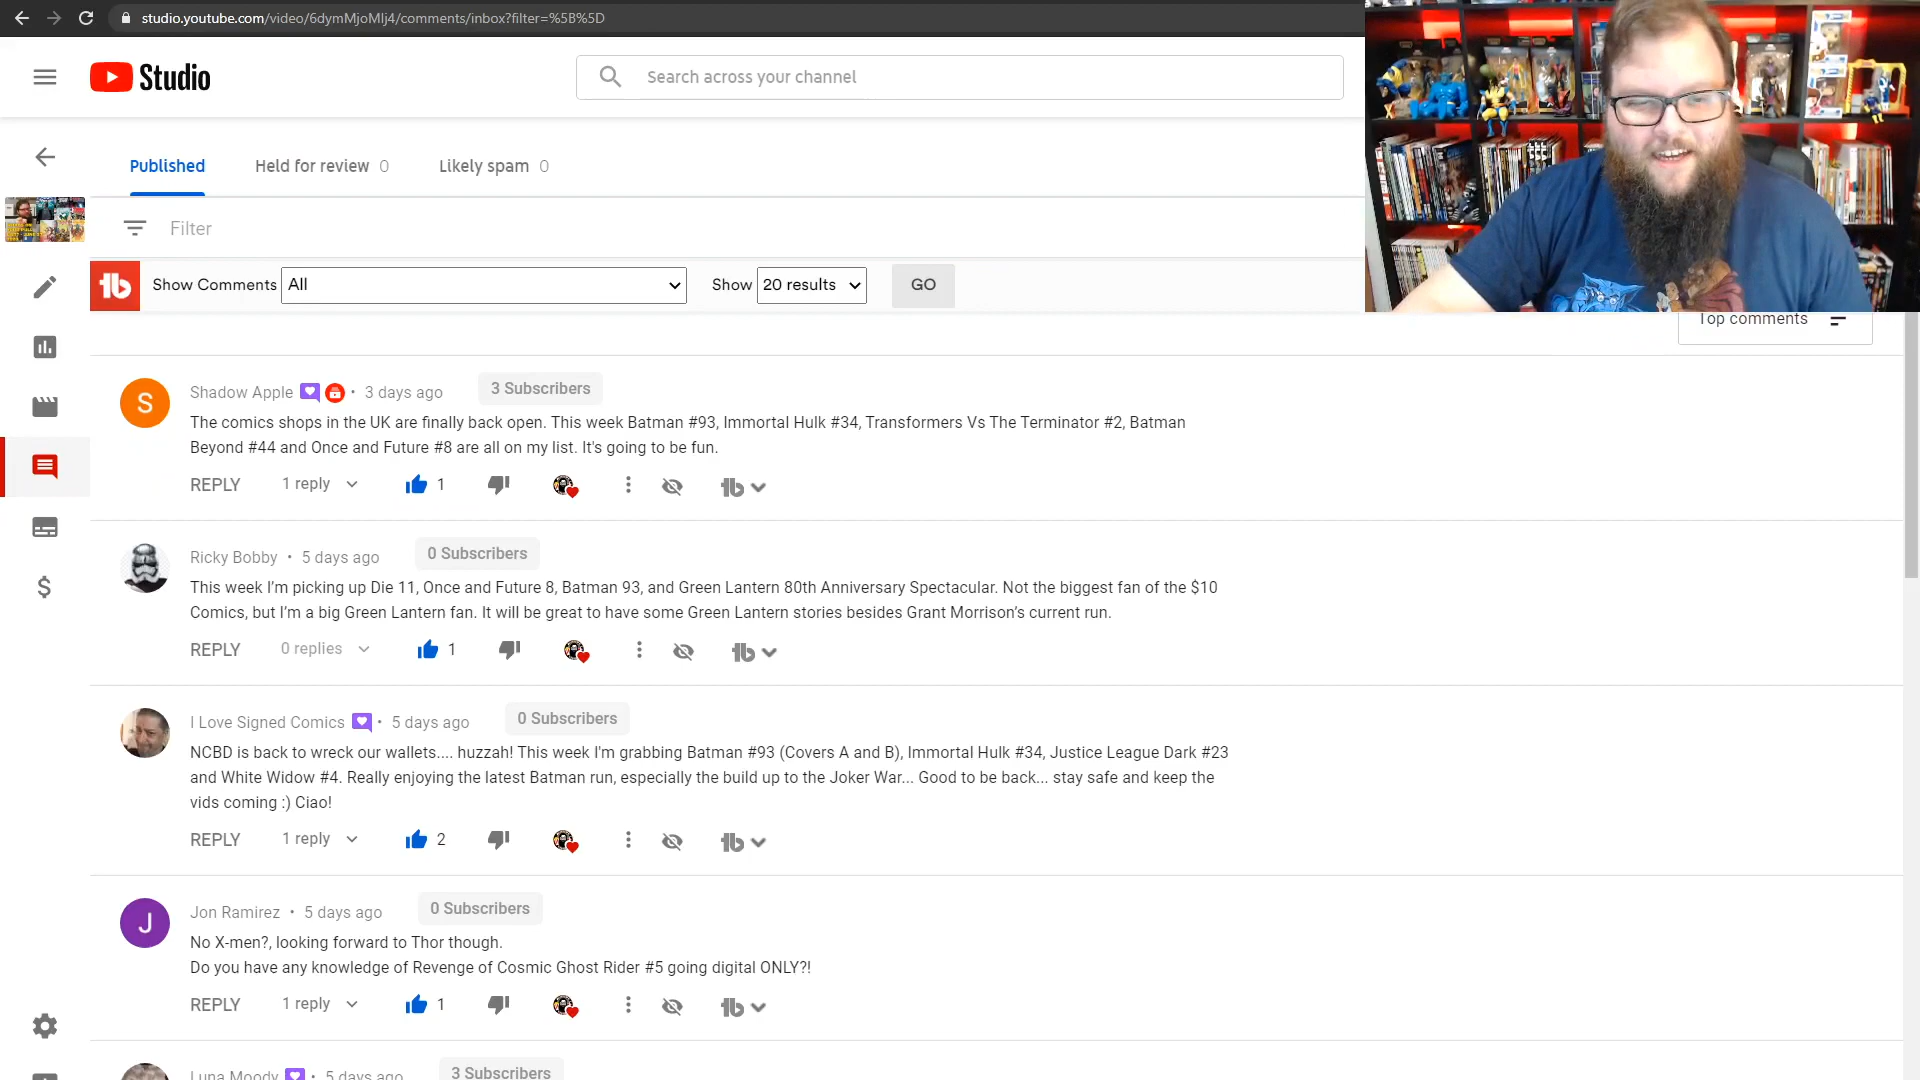 studio.youtube.com/video/6dymMjoMlj4/comments/inbox?filter=%5B%5D
Studio
Search across your channel
Published
Held for review 0
Likely spam 0
Filter
tb Show Comments All Show 20 results GO
Top comments
S
Shadow Apple • 3 days ago 3 Subscribers
The comics shops in the UK are finally back open. This week Batman #93, Immortal Hulk #34, Transformers Vs The Terminator #2, Batman
Beyond #44 and Once and Future #8 are all on my list. It's going to be fun.
REPLY 1 reply 1 tb
Ricky Bobby • 5 days ago 0 Subscribers
This week I’m picking up Die 11, Once and Future 8, Batman 93, and Green Lantern 80th Anniversary Spectacular. Not the biggest fan of the $10
Comics, but I’m a big Green Lantern fan. It will be great to have some Green Lantern stories besides Grant Morrison’s current run.
REPLY 0 replies 1 tb
I Love Signed Comics • 5 days ago 0 Subscribers
NCBD is back to wreck our wallets.... huzzah! This week I'm grabbing Batman #93 (Covers A and B), Immortal Hulk #34, Justice League Dark #23
and White Widow #4. Really enjoying the latest Batman run, especially the build up to the Joker War... Good to be back... stay safe and keep the
vids coming :) Ciao!
REPLY 1 reply 2 tb
J
Jon Ramirez • 5 days ago 0 Subscribers
No X-men?, looking forward to Thor though.
Do you have any knowledge of Revenge of Cosmic Ghost Rider #5 going digital ONLY?!
REPLY 1 reply 1 tb
Luna Moody • 5 days ago 3 Subscribers